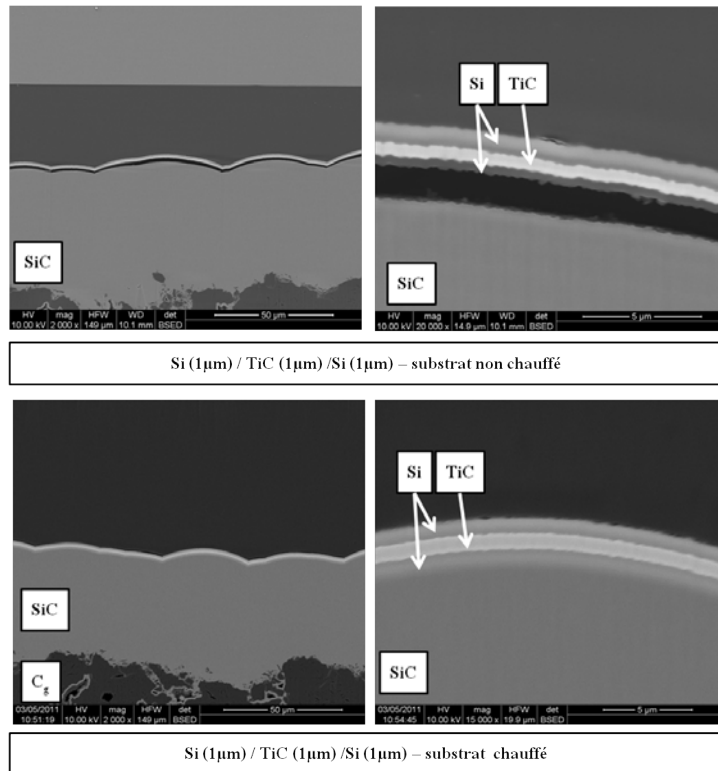 Si TiC
SiC
SiC
HV mag HFW WD det
10.00 kV 2 000 x 149 µm 10.1 mm BSED
50 µm
HV mag HFW WD det
10.00 kV 20 000 x 14.9 µm 10.1 mm BSED
5 µm
Si (1µm) / TiC (1µm) /Si (1µm) – substrat non chauffé
Si TiC
SiC
SiC
Cg
03/05/2011 HV mag HFW det
10:51:19 10.00 kV 2 000 x 149 µm BSED
50 µm
03/05/2011 HV mag HFW det
10:54:45 10.00 kV 15 000 x 19.9 µm BSED
5 µm
Si (1µm) / TiC (1µm) /Si (1µm) – substrat chauffé